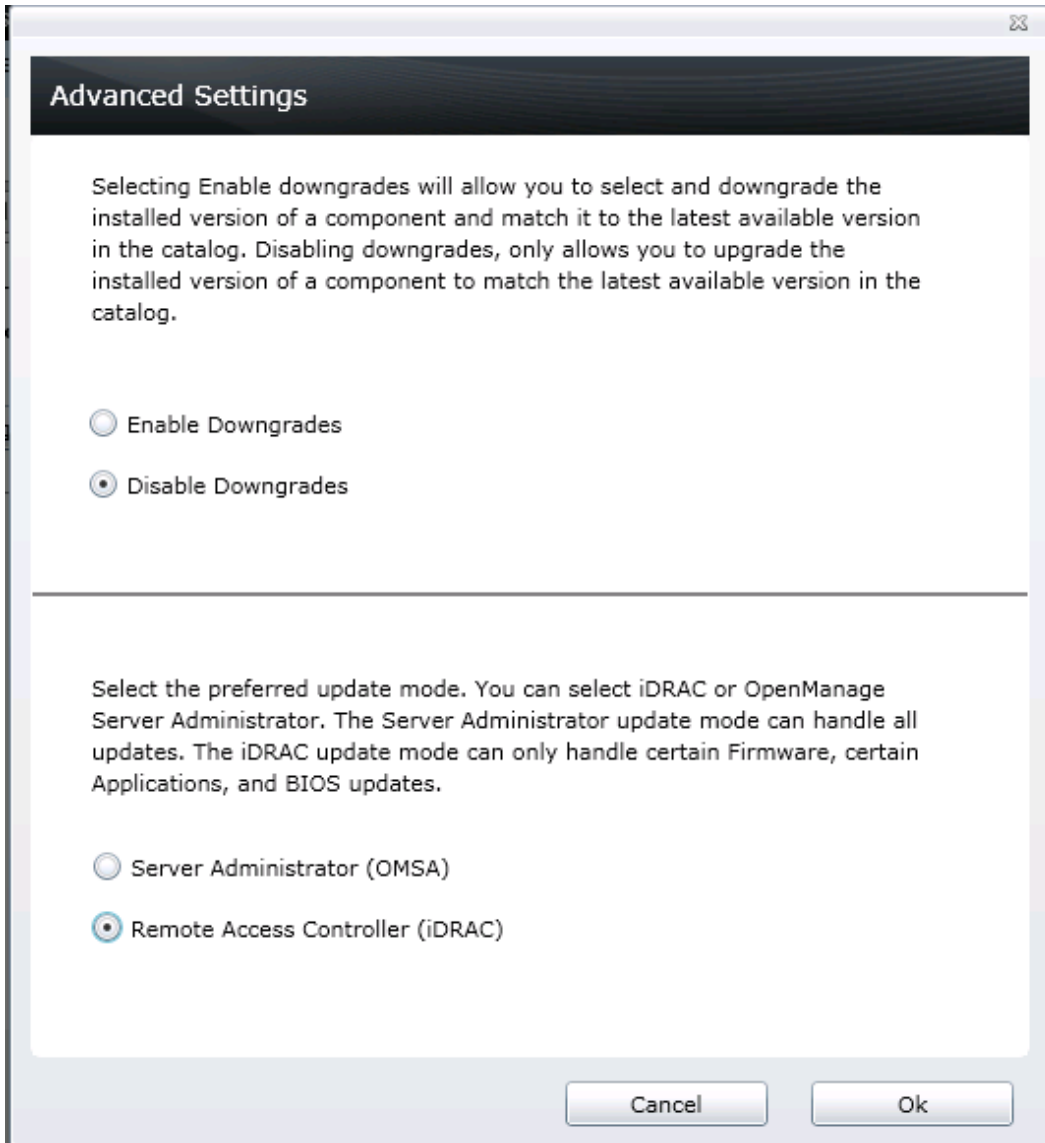 Advanced Settings
Selecting Enable downgrades will allow you to select and downgrade the
installed version of a component and match it to the latest available version
in the catalog. Disabling downgrades, only allows you to upgrade the
installed version of a component to match the latest available version in the
catalog.
Enable Downgrades
Disable Downgrades
Select the preferred update mode. You can select iDRAC or OpenManage
Server Administrator. The Server Administrator update mode can handle all
updates. The iDRAC update mode can only handle certain Firmware, certain
Applications, and BIOS updates.
Server Administrator (OMSA)
Remote Access Controller (iDRAC)
Cancel
Ok